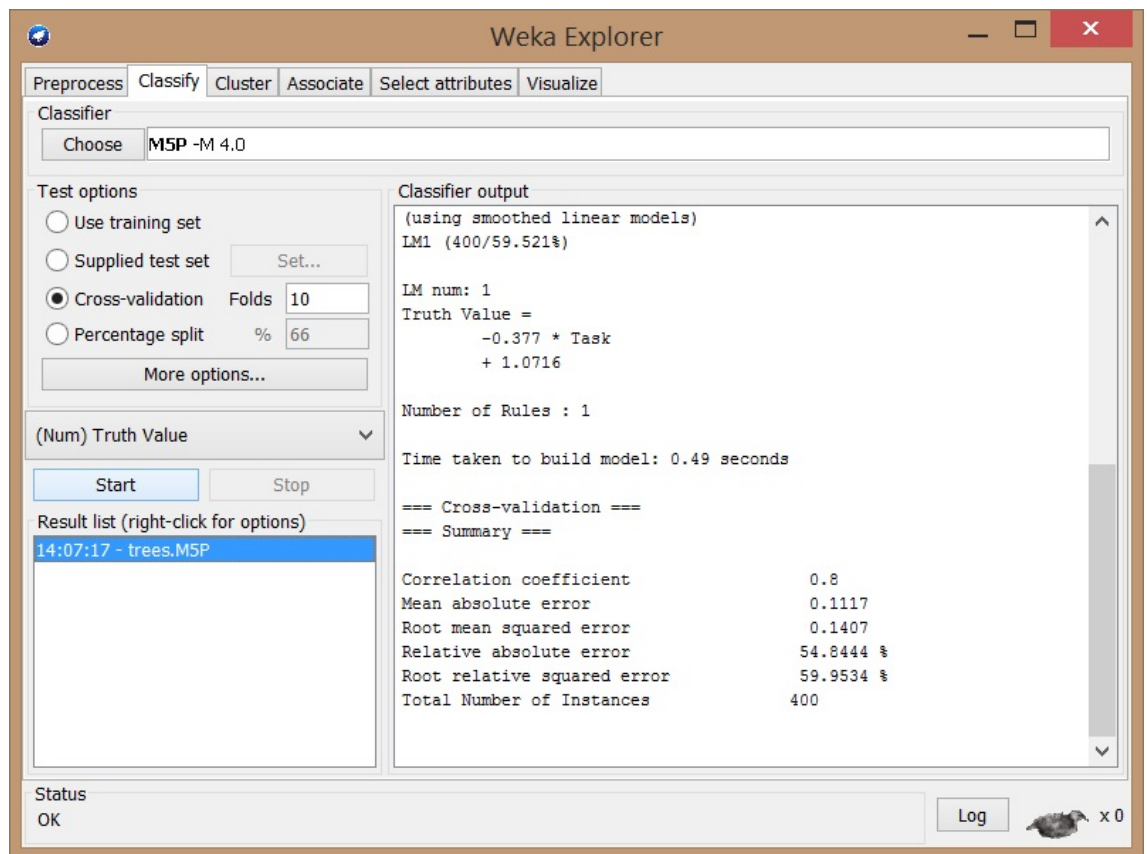 Weka Explorer
Preprocess Classify Cluster Associate Select attributes Visualize
Classifier
Choose M5P -M 4.0
Test options
Use training set
Supplied test set Set...
Cross-validation Folds 10
Percentage split % 66
More options...
(Num) Truth Value
Start Stop
Result list (right-click for options)
14:07:17 - trees.M5P
Classifier output
(using smoothed linear models)
LM1 (400/59.521%)
LM num: 1
Truth Value =
-0.377 * Task
+ 1.0716
Number of Rules : 1
Time taken to build model: 0.49 seconds
=== Cross-validation ===
=== Summary ===
Correlation coefficient 0.8
Mean absolute error 0.1117
Root mean squared error 0.1407
Relative absolute error 54.8444 %
Root relative squared error 59.9534 %
Total Number of Instances 400
Status
OK
Log x 0